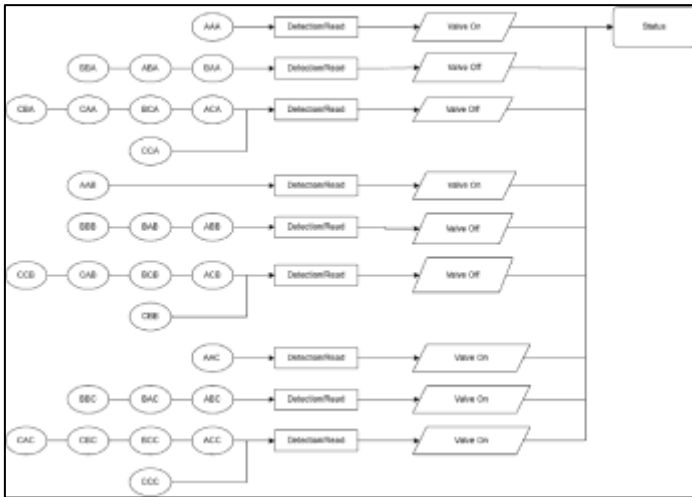 AAA Detection/Read Valve On Status
BBA ABA BAA Detection/Read Valve Off
CBA CAA BCA ACA Detection/Read Valve Off
CCA
AAB Detection/Read Valve On
BBB BAB ABB Detection/Read Valve Off
CCB CAB BCB ACB Detection/Read Valve Off
CBB
AAC Detection/Read Valve On
BBC BAC ABC Detection/Read Valve On
CAC CBC BCC ACC Detection/Read Valve On
CCC